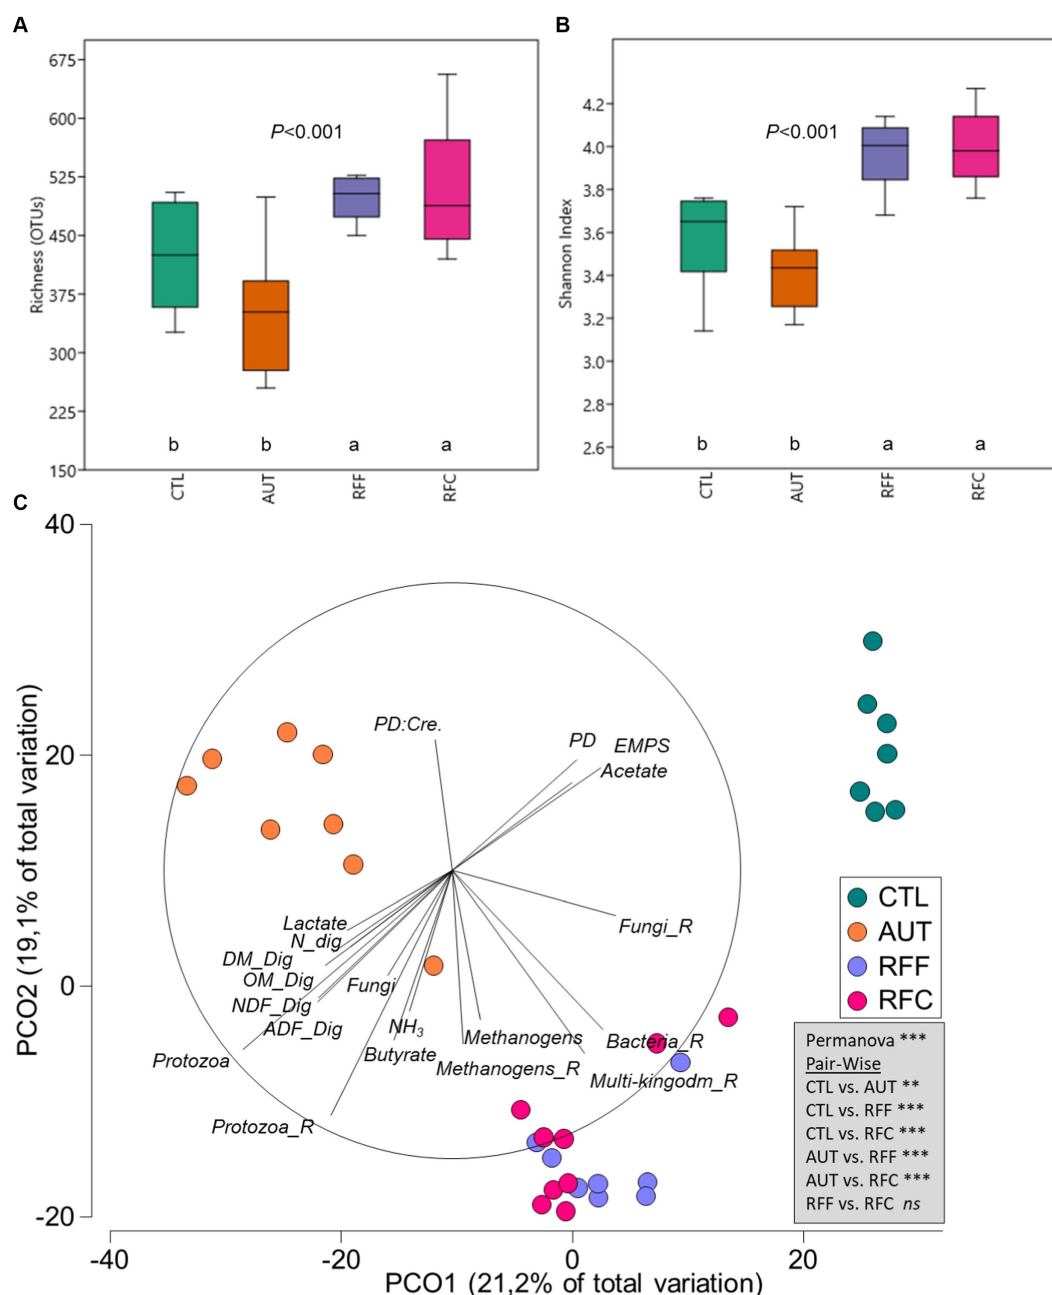 A
675
600
525
450
375
300
225
150
Richness (OTUs)
P<0.001
b b a a
CTL AUT RFF RFC
B
4.2
4.0
3.8
3.6
3.4
3.2
3.0
2.8
2.6
Shannon Index
P<0.001
b b a a
CTL AUT RFF RFC
C
40
20
0
-20
PCO2 (19,1% of total variation)
PD:Cre.
PD
EMPS
Acetate
Fungi_R
Lactate
N_dig
DM_Dig
OM_Dig
NDF_Dig
ADF_Dig
Fungi
NH3
Butyrate
Protozoa
Protozoa_R
Methanogens
Methanogens_R
Bacteria_R
Multi-kingodm_R
CTL
AUT
RFF
RFC
Permanova ***
Pair-Wise
CTL vs. AUT **
CTL vs. RFF ***
CTL vs. RFC ***
AUT vs. RFF ***
AUT vs. RFC ***
RFF vs. RFC ns
-40 -20 0 20
PCO1 (21,2% of total variation)